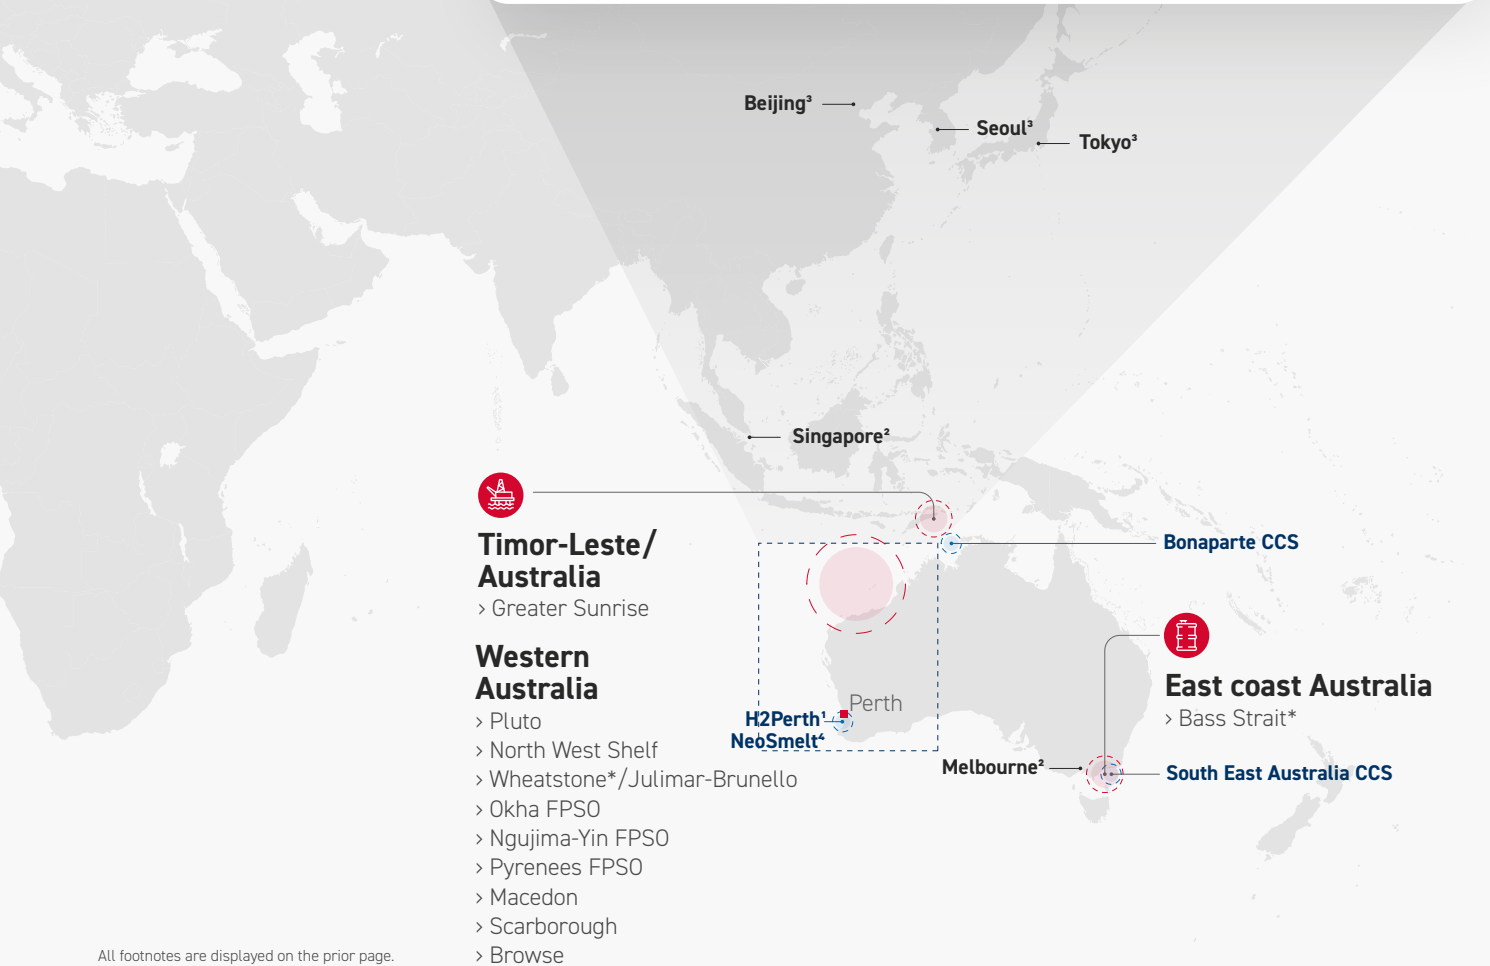 Beijing³
Seoul³
Tokyo³
Singapore²
Timor-Leste/
Australia
> Greater Sunrise
Bonaparte CCS
Western
Australia
> Pluto
> North West Shelf
> Wheatstone*/Julimar-Brunello
> Okha FPSO
> Ngujima-Yin FPSO
> Pyrenees FPSO
> Macedon
> Scarborough
> Browse
Perth
H2Perth¹
NeoSmelt⁴
East coast Australia
> Bass Strait*
Melbourne²
South East Australia CCS
All footnotes are displayed on the prior page.